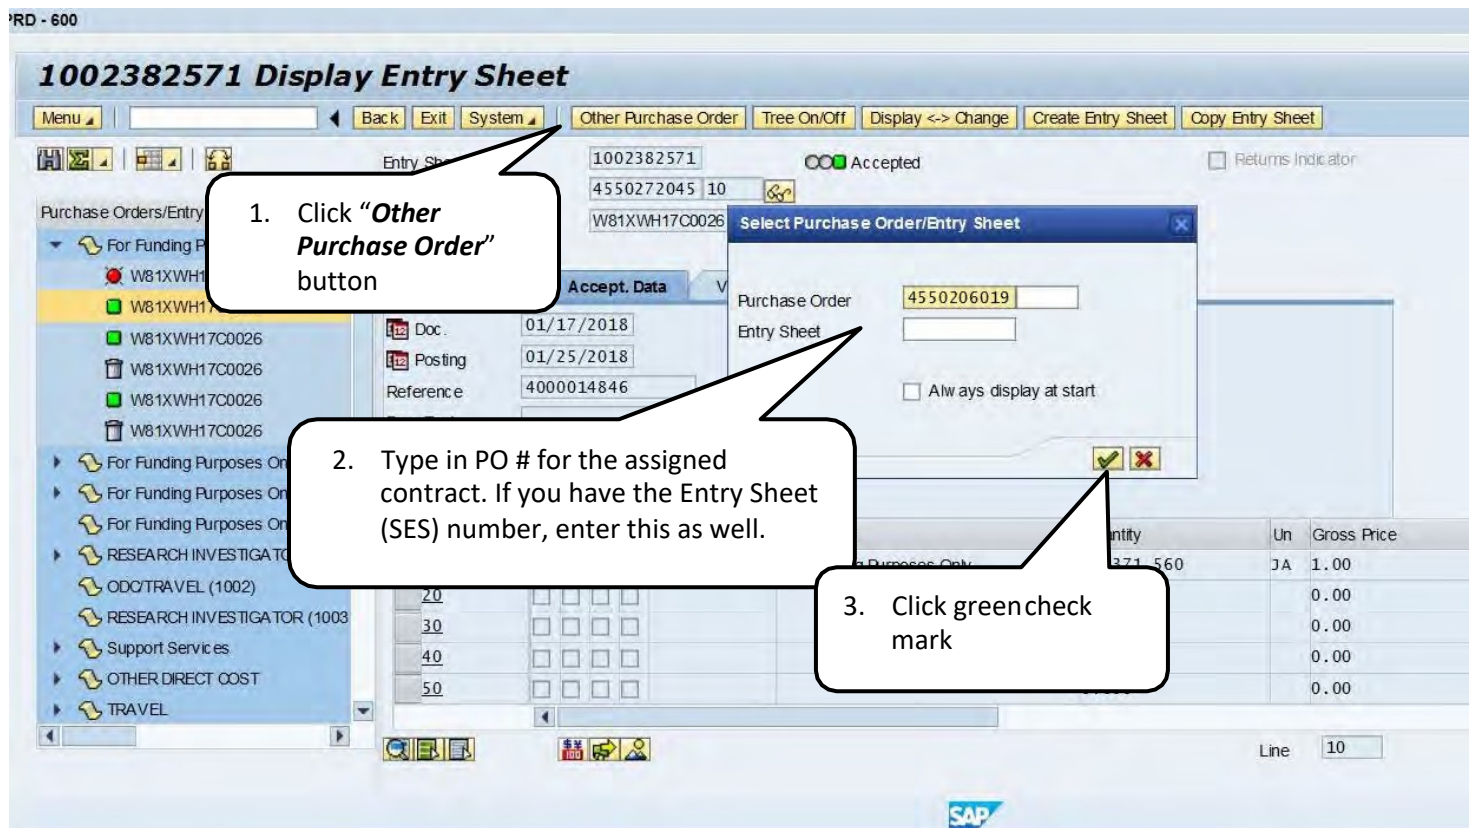 PRD - 600
1002382571 Display Entry Sheet
Menu
Back Exit System Other Purchase Order Tree On/Off Display <-> Change Create Entry Sheet Copy Entry Sheet
1002382571 Accepted Returns Indicator
4550272045 10
Purchase Orders/Entry W81XWH17C0026
1. Click “Other
Purchase Order”
button
Select Purchase Order/Entry Sheet
Purchase Order 4550206019
Entry Sheet
Always display at start
For Funding P
W81XWH1
W81XWH17
W81XWH17C0026
W81XWH17C0026
W81XWH17C0026
W81XWH17C0026
For Funding Purposes On
For Funding Purposes On
For Funding Purposes On
RESEARCH INVESTIGATO
ODC/TRAVEL (1002)
RESEARCH INVESTIGATOR (1003
Support Services
OTHER DIRECT COST
TRAVEL
Accept. Data V
Doc. 01/17/2018
Posting 01/25/2018
Reference 4000014846
2. Type in PO # for the assigned
contract. If you have the Entry Sheet
(SES) number, enter this as well.
3. Click green check
mark
Un Gross Price
560 JA 1.00
20 0.00
30 0.00
40 0.00
50 0.00
Line 10
SAP